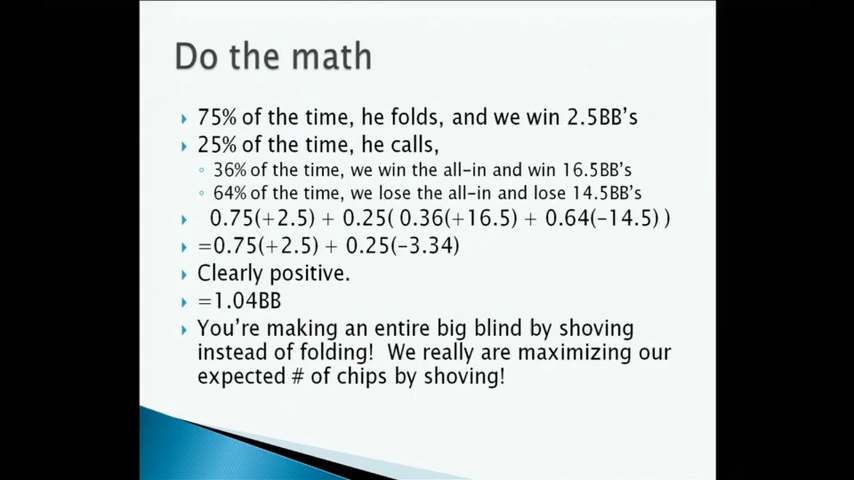 Do the math
75% of the time, he folds, and we win 2.5BB's
25% of the time, he calls,
36% of the time, we win the all-in and win 16.5BB's
64% of the time, we lose the all-in and lose 14.5BB's
0.75(+2.5) + 0.25( 0.36(+16.5) + 0.64(-14.5) )
=0.75(+2.5) + 0.25(-3.34)
Clearly positive.
=1.04BB
You're making an entire big blind by shoving
instead of folding! We really are maximizing our
expected # of chips by shoving!